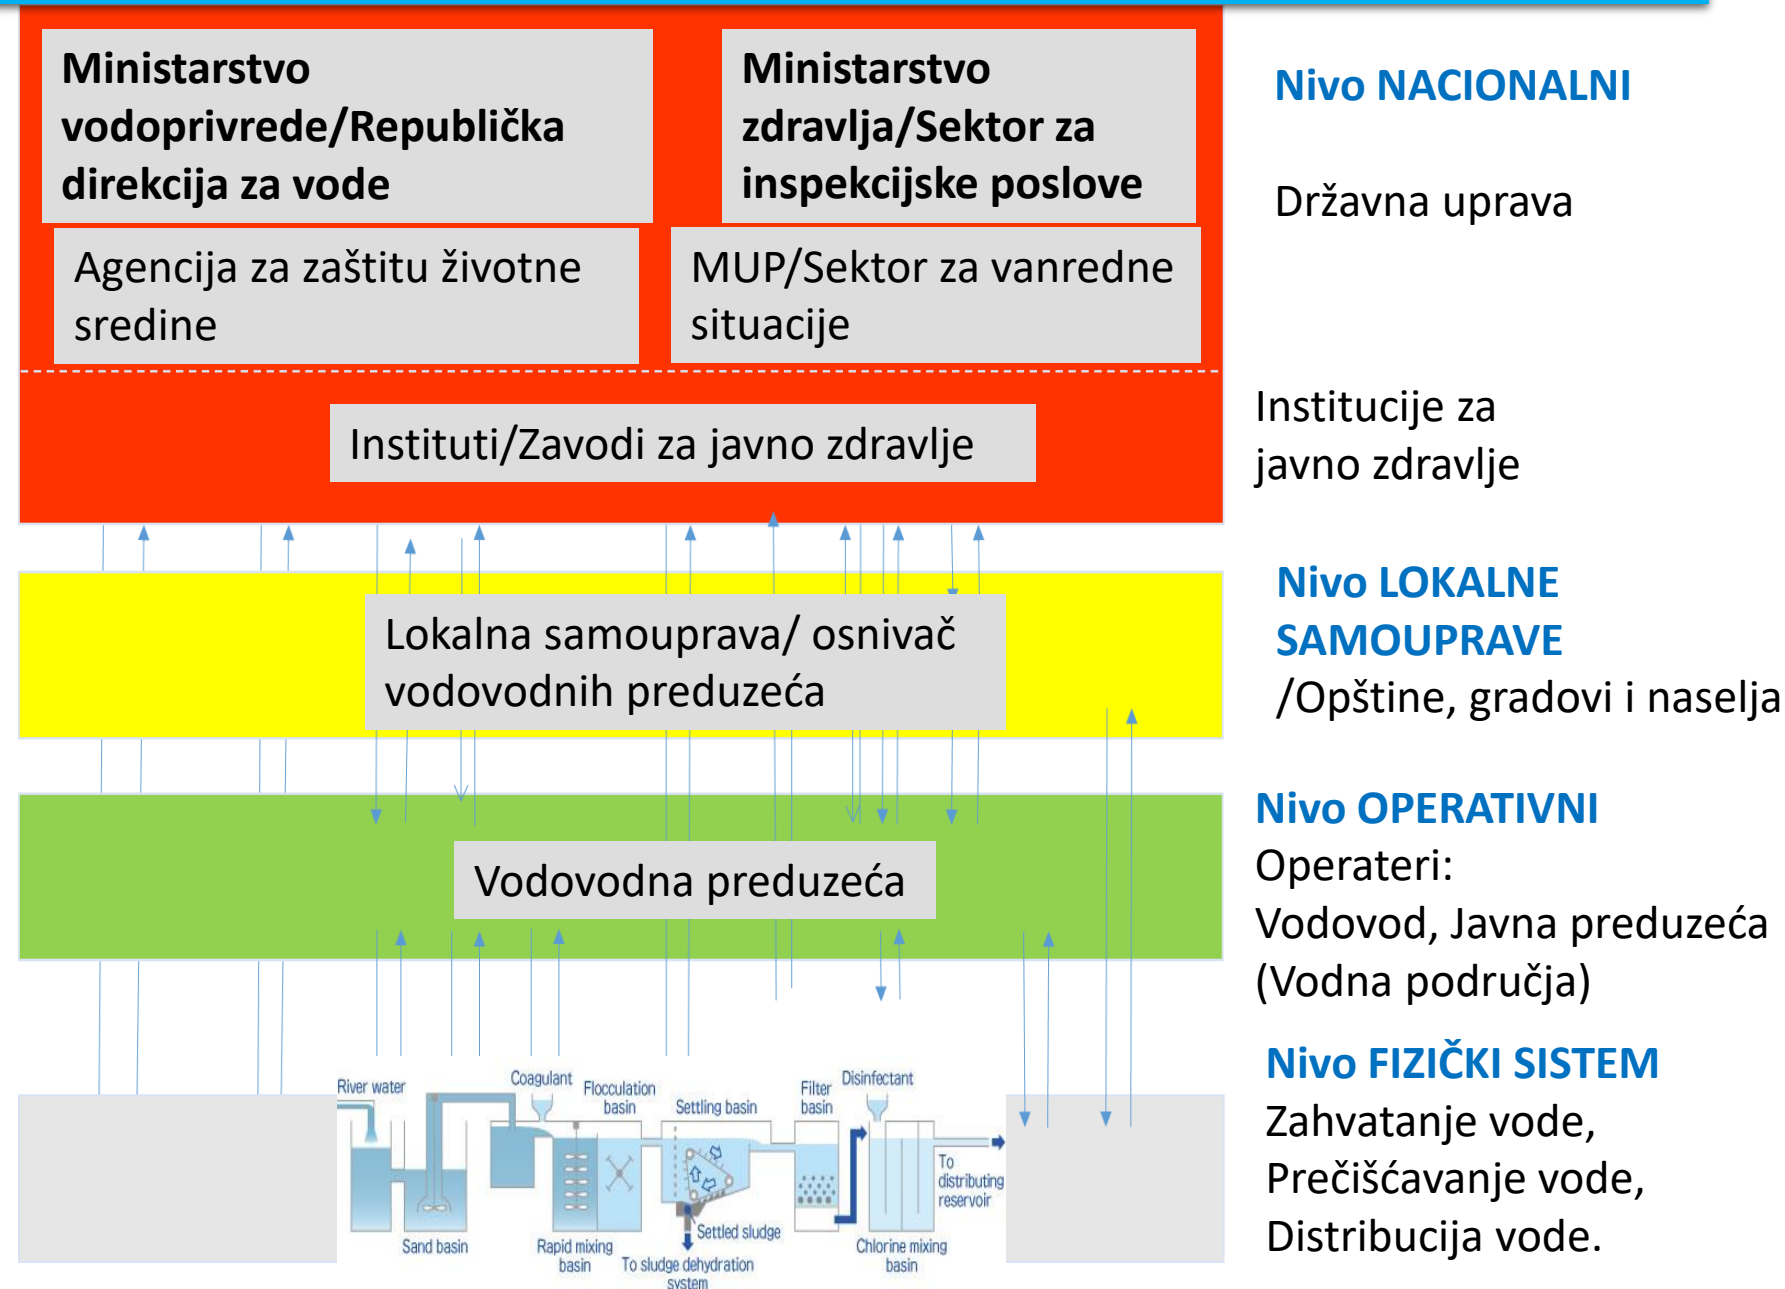 Ministarstvo
vodoprivrede/Republička
direkcija za vode
Ministarstvo
zdravlja/Sektor za
inspekcijske poslove
Nivo NACIONALNI
Državna uprava
Agencija za zaštitu životne
sredine
MUP/Sektor za vanredne
situacije
Instituti/Zavodi za javno zdravlje
Institucije za
javno zdravlje
Lokalna samouprava/ osnivač
vodovodnih preduzeća
Nivo LOKALNE
SAMOUPRAVE
/Opštine, gradovi i naselja
Vodovodna preduzeća
Nivo OPERATIVNI
Operateri:
Vodovod, Javna preduzeća
(Vodna područja)
Nivo FIZIČKI SISTEM
Zahvatanje vode,
Prečišćavanje vode,
Distribucija vode.
River water
Coagulant
Flocculation
basin
Settling basin
Filter
basin
Disinfectant
To
distributing
reservoir
Sand basin
Rapid mixing
basin
Settled sludge
To sludge dehydration
system
Chlorine mixing
basin